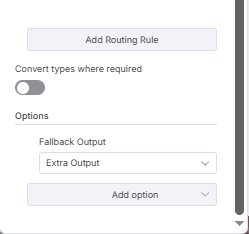 Add Routing Rule
Convert types where required
Options
Fallback Output
Extra Output
Add option